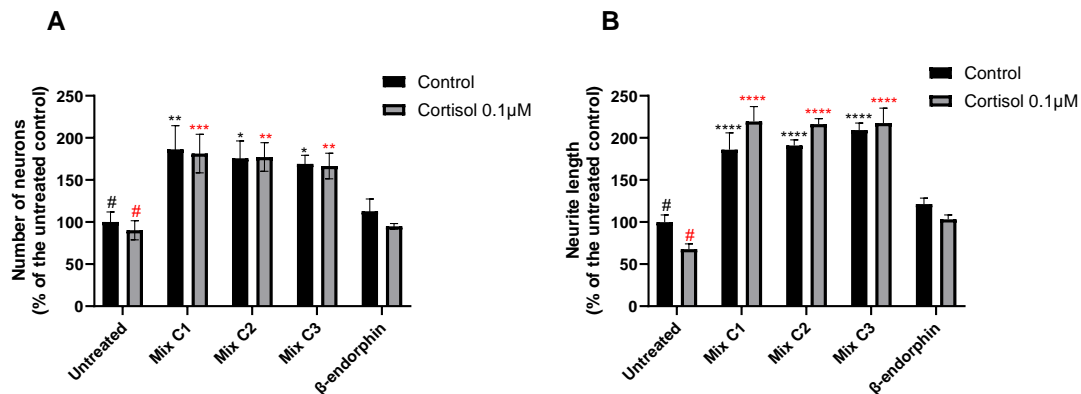 A
Number of neurons
(% of the untreated control)
250
200
150
100
50
0
#
#
**
***
*
**
*
**
Control
Cortisol 0.1µM
Untreated
Mix C1
Mix C2
Mix C3
β-endorphin
B
Neurite length
(% of the untreated control)
250
200
150
100
50
0
#
#
****
****
****
****
****
****
Control
Cortisol 0.1µM
Untreated
Mix C1
Mix C2
Mix C3
β-endorphin